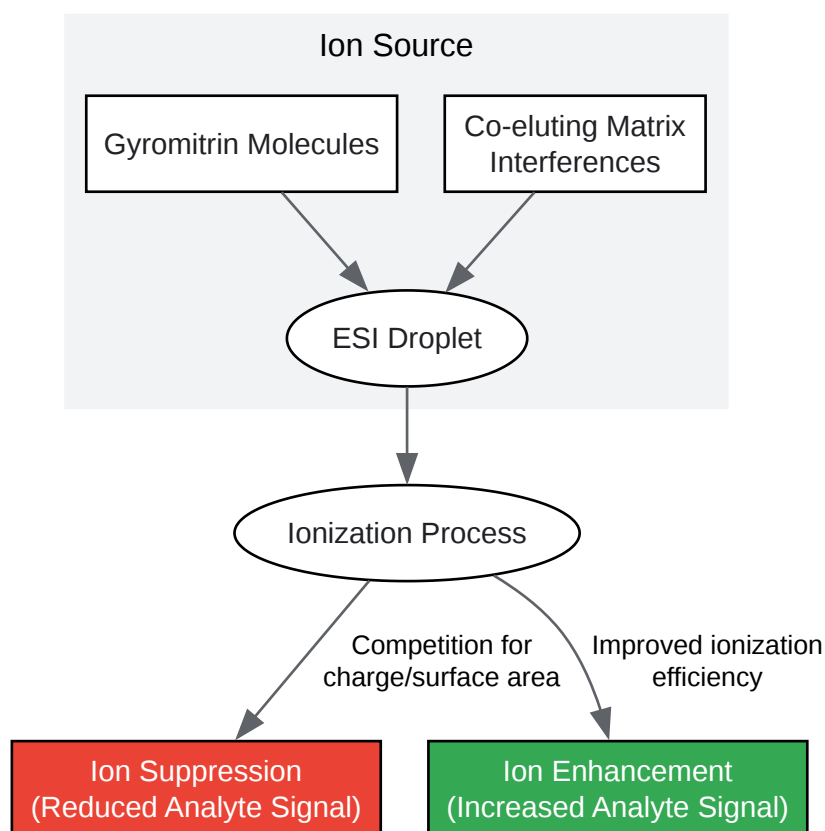 Ion Source
Gyromitrin Molecules
Co-eluting Matrix
Interferences
ESI Droplet
Ionization Process
Competition for
charge/surface area
Improved ionization
efficiency
Ion Suppression
(Reduced Analyte Signal)
Ion Enhancement
(Increased Analyte Signal)